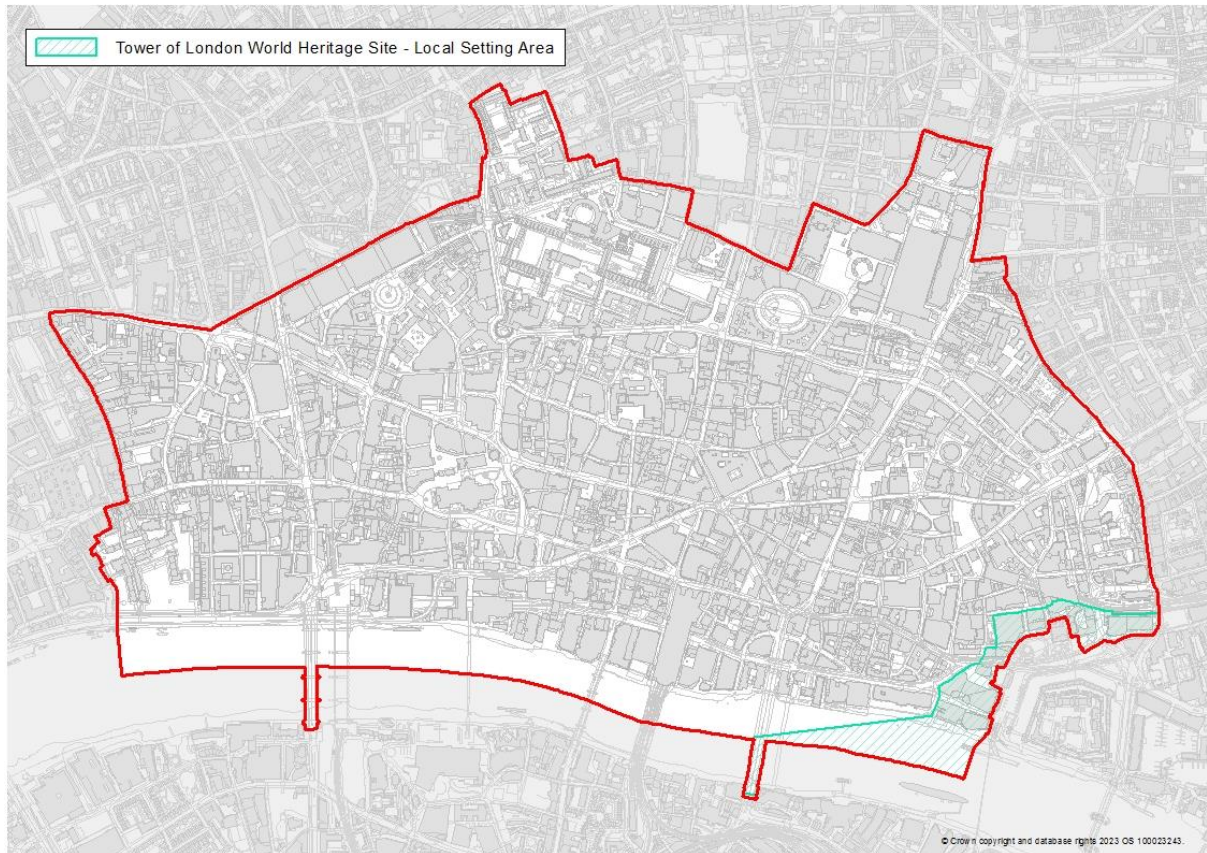 Tower of London World Heritage Site - Local Setting Area
© Crown copyright and database rights 2023 OS 100023243.